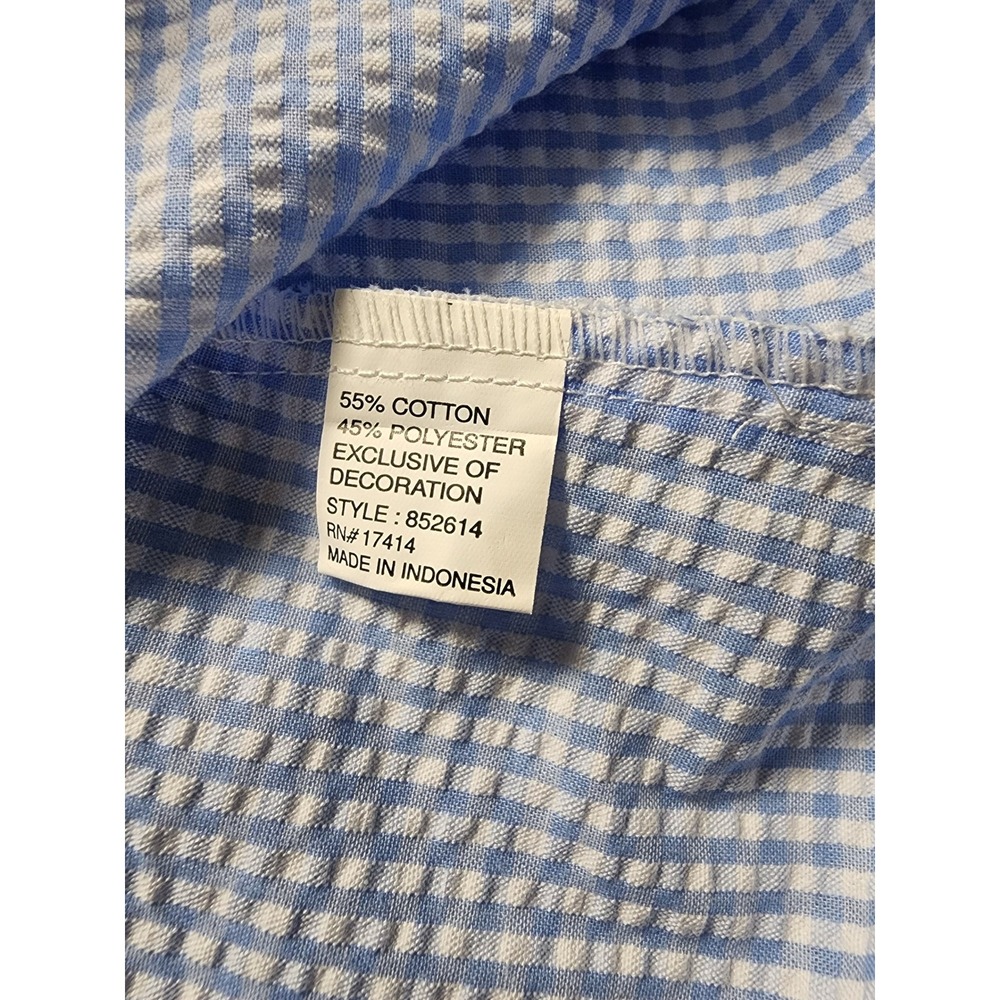 55% COTTON
45% POLYESTER
EXCLUSIVE OF
DECORATION
STYLE : 852614
RN# 17414
MADE IN INDONESIA